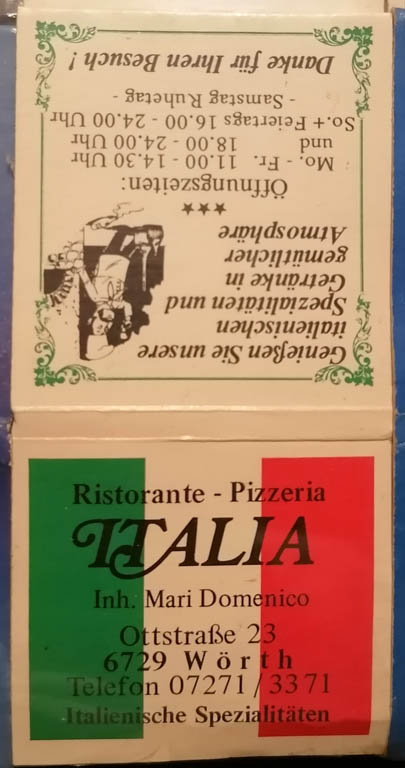 Genießen Sie unsere
italienischen
Spezialitäten und
Getränke in
gemütlicher
Atmosphäre
Öffnungszeiten:
Mo. - Fr. 11.00 - 14.30 Uhr
und 18.00 - 24.00 Uhr
So.+ Feiertags 16.00 - 24.00 Uhr
- Samstag Ruhetag -
Danke für Ihren Besuch !
Ristorante - Pizzeria
ITALIA
Inh. Mari Domenico
Ottstraße 23
6729 Wörth
Telefon 07271/3371
Italienische Spezialitäten